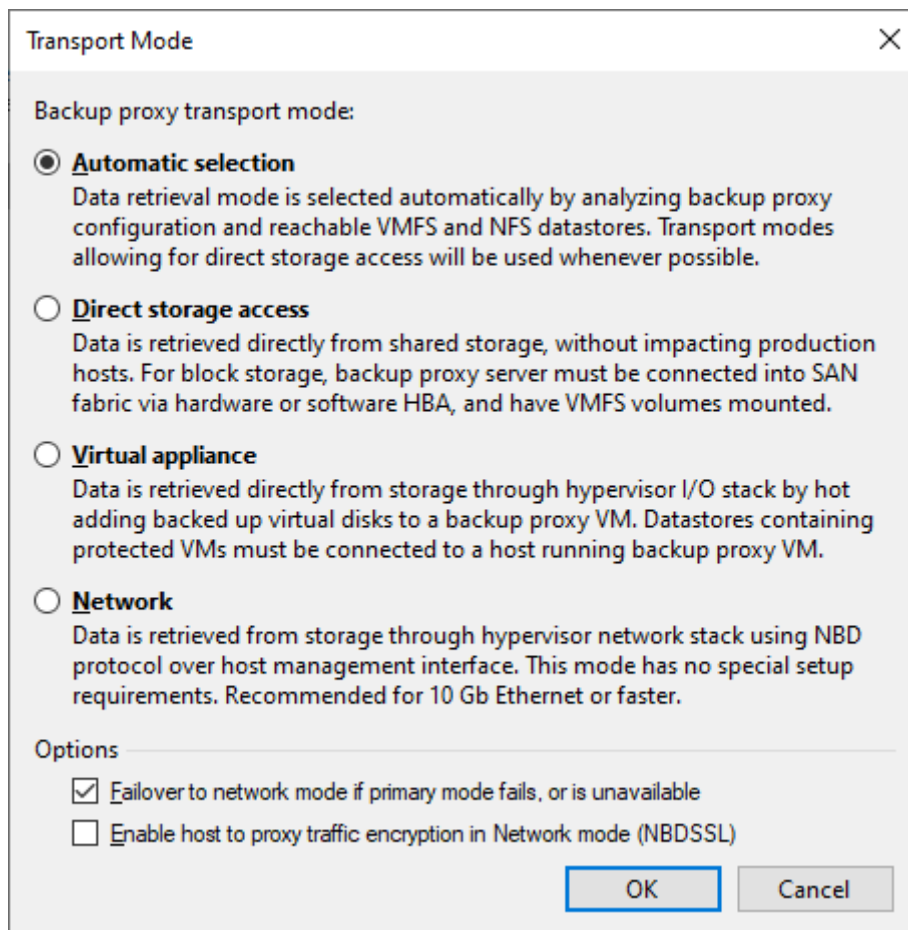 Transport Mode
Backup proxy transport mode:
Automatic selection
Data retrieval mode is selected automatically by analyzing backup proxy
configuration and reachable VMFS and NFS datastores. Transport modes
allowing for direct storage access will be used whenever possible.
Direct storage access
Data is retrieved directly from shared storage, without impacting production
hosts. For block storage, backup proxy server must be connected into SAN
fabric via hardware or software HBA, and have VMFS volumes mounted.
Virtual appliance
Data is retrieved directly from storage through hypervisor I/O stack by hot
adding backed up virtual disks to a backup proxy VM. Datastores containing
protected VMs must be connected to a host running backup proxy VM.
Network
Data is retrieved from storage through hypervisor network stack using NBD
protocol over host management interface. This mode has no special setup
requirements. Recommended for 10 Gb Ethernet or faster.
Options
Failover to network mode if primary mode fails, or is unavailable
Enable host to proxy traffic encryption in Network mode (NBDSSL)
OK Cancel